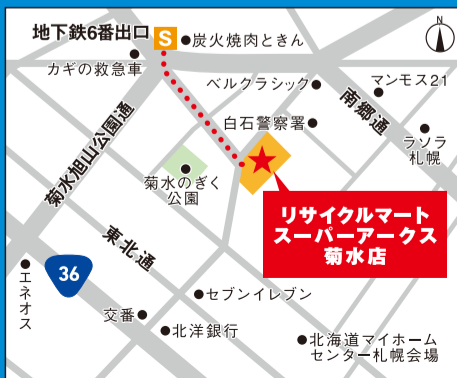 地下鉄6番出口
S
炭火焼肉ときん
N
カギの救急車
ベルクラシック
マンモス21
南郷通
白石警察署
ラソラ
札幌
菊水旭山公園通
菊水のぎく
公園
リサイクルマート
スーパーアークス
菊水店
東北通
36
エネオス
セブンイレブン
交番
北洋銀行
北海道マイホーム
センター札幌会場